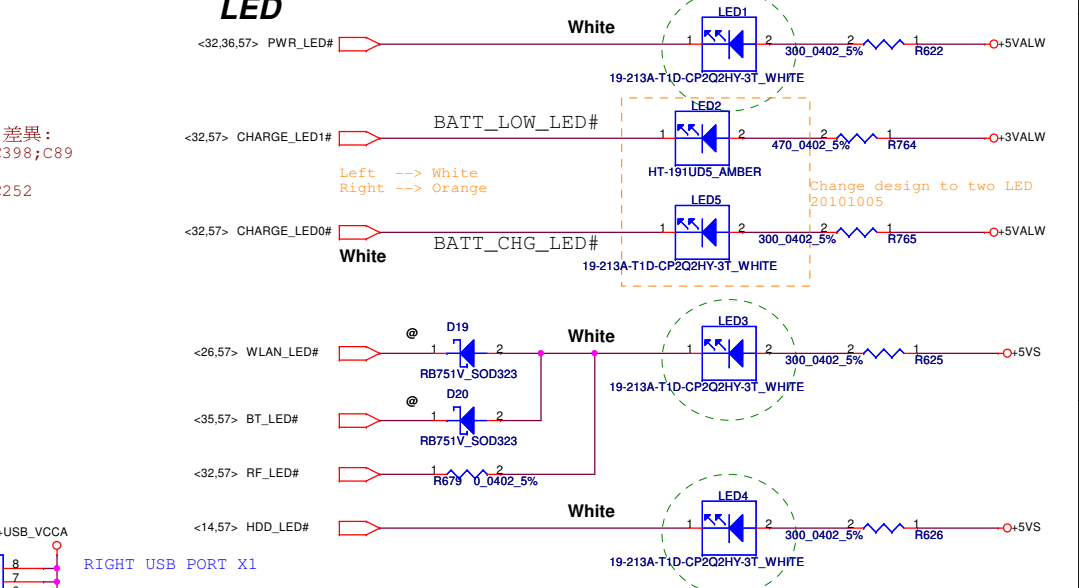 LED
White
LED1
<32,36,57> PWR_LED#
1
2
2
1
300_0402_5%
R622
+5VALW
19-213A-T1D-CP2Q2HY-3T_WHITE
差異:
398;C89
252
LED2
<32,57> CHARGE_LED1#
BATT_LOW_LED#
1
2
2
1
470_0402_5%
R764
+3VALW
HT-191UD5_AMBER
Left --> White
Right --> Orange
Change design to two LED
20101005
LED5
<32,57> CHARGE_LED0#
BATT_CHG_LED#
White
1
2
2
1
300_0402_5%
R765
+5VALW
19-213A-T1D-CP2Q2HY-3T_WHITE
@
D19
White
LED3
<26,57> WLAN_LED#
1
2
1
2
2
1
RB751V_SOD323
300_0402_5%
R625
+5VS
19-213A-T1D-CP2Q2HY-3T_WHITE
@
D20
<35,57> BT_LED#
1
2
RB751V_SOD323
<32,57> RF_LED#
1
2
R679
0_0402_5%
White
LED4
<14,57> HDD_LED#
1
2
2
1
300_0402_5%
R626
+5VS
19-213A-T1D-CP2Q2HY-3T_WHITE
+USB_VCCA
RIGHT USB PORT X1
8
7